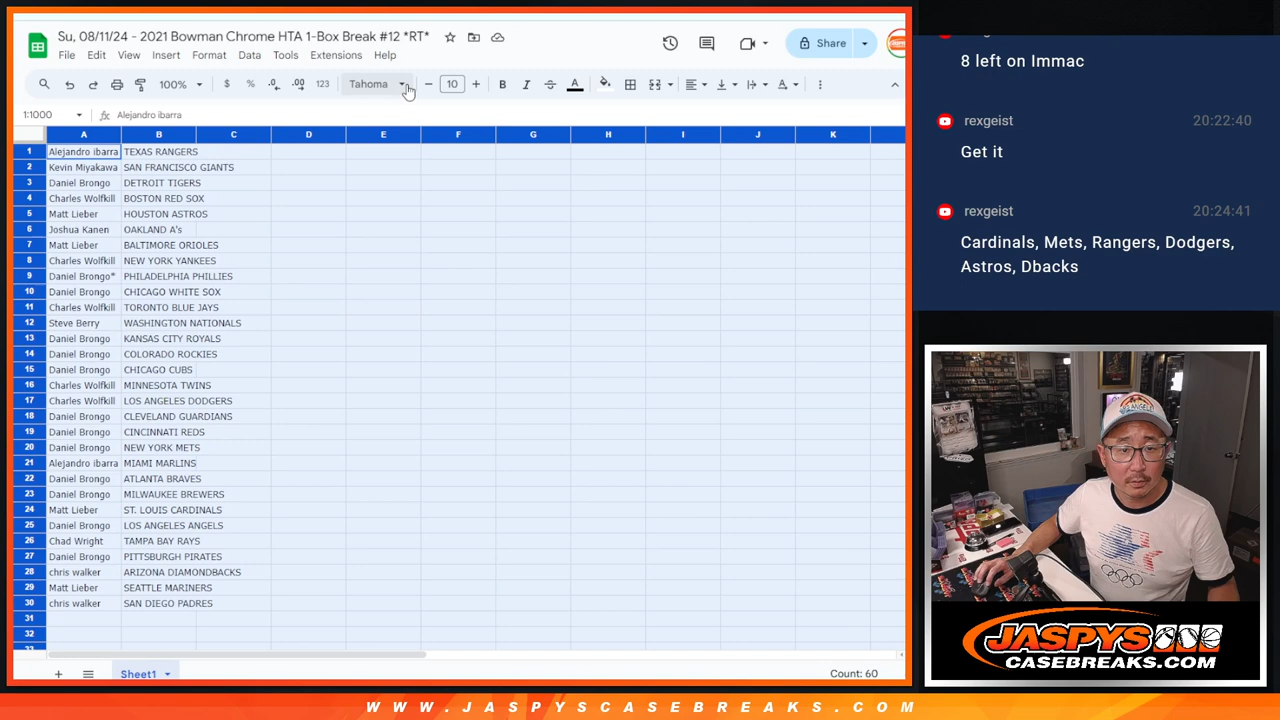 Su, 08/11/24 - 2021 Bowman Chrome HTA 1-Box Break #12 *RT*
File Edit View Insert Format Data Tools Extensions Help
Share
100% $ % .0 .00 123 Tahoma 10 B I A
1:1000 fx Alejandro ibarra
A B C D E F G H I J K
1 Alejandro ibarra TEXAS RANGERS
2 Kevin Miyakawa SAN FRANCISCO GIANTS
3 Daniel Brongo DETROIT TIGERS
4 Charles Wolfkill BOSTON RED SOX
5 Matt Lieber HOUSTON ASTROS
6 Joshua Kanen OAKLAND A's
7 Matt Lieber BALTIMORE ORIOLES
8 Charles Wolfkill NEW YORK YANKEES
9 Daniel Brongo* PHILADELPHIA PHILLIES
10 Daniel Brongo CHICAGO WHITE SOX
11 Charles Wolfkill TORONTO BLUE JAYS
12 Steve Berry WASHINGTON NATIONALS
13 Daniel Brongo KANSAS CITY ROYALS
14 Daniel Brongo COLORADO ROCKIES
15 Daniel Brongo CHICAGO CUBS
16 Charles Wolfkill MINNESOTA TWINS
17 Charles Wolfkill LOS ANGELES DODGERS
18 Daniel Brongo CLEVELAND GUARDIANS
19 Daniel Brongo CINCINNATI REDS
20 Daniel Brongo NEW YORK METS
21 Alejandro ibarra MIAMI MARLINS
22 Daniel Brongo ATLANTA BRAVES
23 Daniel Brongo MILWAUKEE BREWERS
24 Matt Lieber ST. LOUIS CARDINALS
25 Daniel Brongo LOS ANGELES ANGELS
26 Chad Wright TAMPA BAY RAYS
27 Daniel Brongo PITTSBURGH PIRATES
28 chris walker ARIZONA DIAMONDBACKS
29 Matt Lieber SEATTLE MARINERS
30 chris walker SAN DIEGO PADRES
31
32
33
Sheet1
Count: 60
8 left on Immac
rexgeist 20:22:40
Get it
rexgeist 20:24:41
Cardinals, Mets, Rangers, Dodgers,
Astros, Dbacks
JASPYS
CASEBREAKS.COM
WWW.JASPYSCASEBREAKS.COM